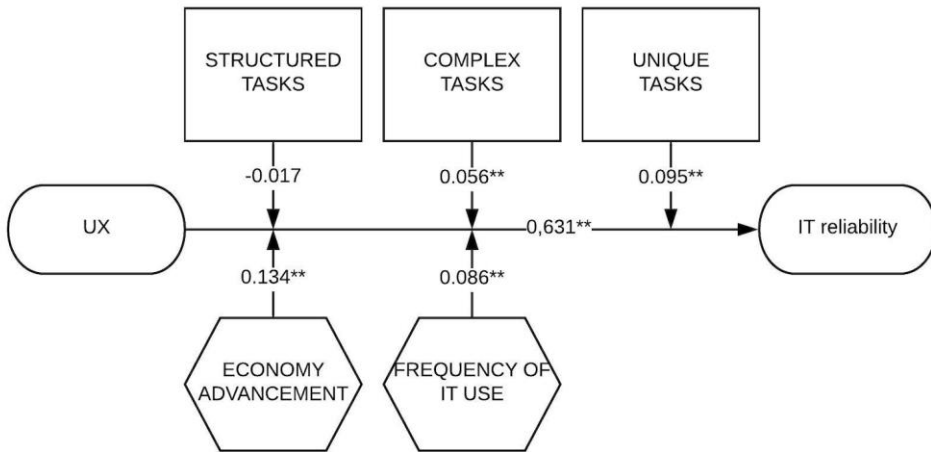 STRUCTURED
TASKS
COMPLEX
TASKS
UNIQUE
TASKS
-0.017
0.056**
0.095**
UX
0,631**
IT reliability
0.134**
0.086**
ECONOMY
ADVANCEMENT
FREQUENCY OF
IT USE